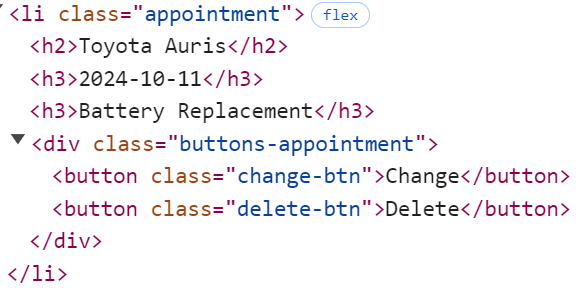 <li class="appointment"> flex
<h2>Toyota Auris</h2>
<h3>2024-10-11</h3>
<h3>Battery Replacement</h3>
<div class="buttons-appointment">
<button class="change-btn">Change</button>
<button class="delete-btn">Delete</button>
</div>
</li>